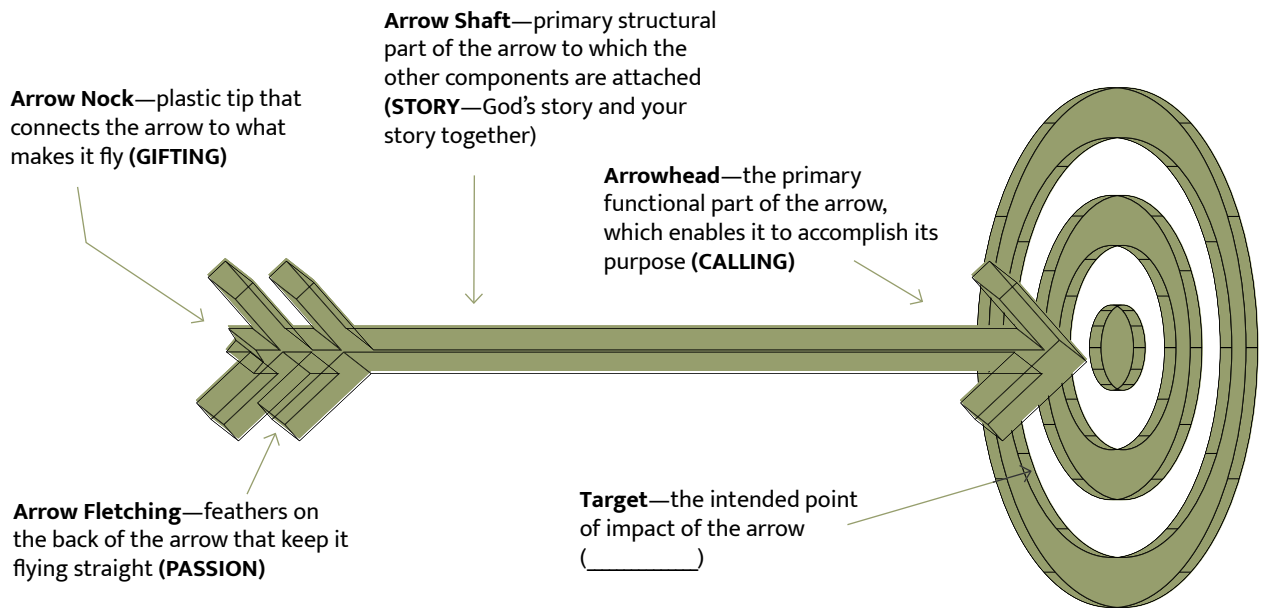 Arrow Shaft—primary structural
part of the arrow to which the
other components are attached
(STORY—God’s story and your
story together)
Arrow Nock—plastic tip that
connects the arrow to what
makes it fly (GIFTING)
Arrowhead—the primary
functional part of the arrow,
which enables it to accomplish its
purpose (CALLING)
Arrow Fletching—feathers on
the back of the arrow that keep it
flying straight (PASSION)
Target—the intended point
of impact of the arrow
(___________)